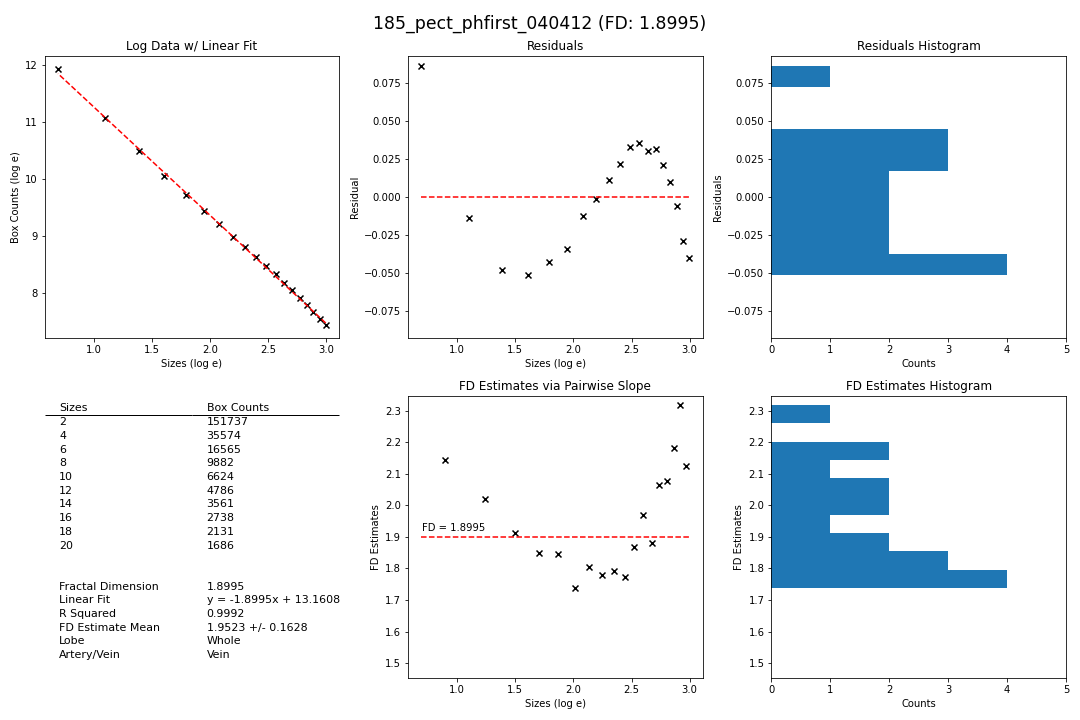 185_pect_phfirst_040412 (FD: 1.8995)
Log Data w/ Linear Fit
Box Counts (log e)
12
11
10
9
8
1.0 1.5 2.0 2.5 3.0
Sizes (log e)
Residuals
Residual
0.075
0.050
0.025
0.000
−0.025
−0.050
−0.075
1.0 1.5 2.0 2.5 3.0
Sizes (log e)
Residuals Histogram
Residuals
0.075
0.050
0.025
0.000
−0.025
−0.050
−0.075
0 1 2 3 4 5
Counts
Sizes Box Counts
2 151737
4 35574
6 16565
8 9882
10 6624
12 4786
14 3561
16 2738
18 2131
20 1686
Fractal Dimension 1.8995
Linear Fit y = -1.8995x + 13.1608
R Squared 0.9992
FD Estimate Mean 1.9523 +/- 0.1628
Lobe Whole
Artery/Vein Vein
FD Estimates via Pairwise Slope
FD Estimates
2.3
2.2
2.1
2.0
1.9
1.8
1.7
1.6
1.5
FD = 1.8995
1.0 1.5 2.0 2.5 3.0
Sizes (log e)
FD Estimates Histogram
FD Estimates
2.3
2.2
2.1
2.0
1.9
1.8
1.7
1.6
1.5
0 1 2 3 4 5
Counts